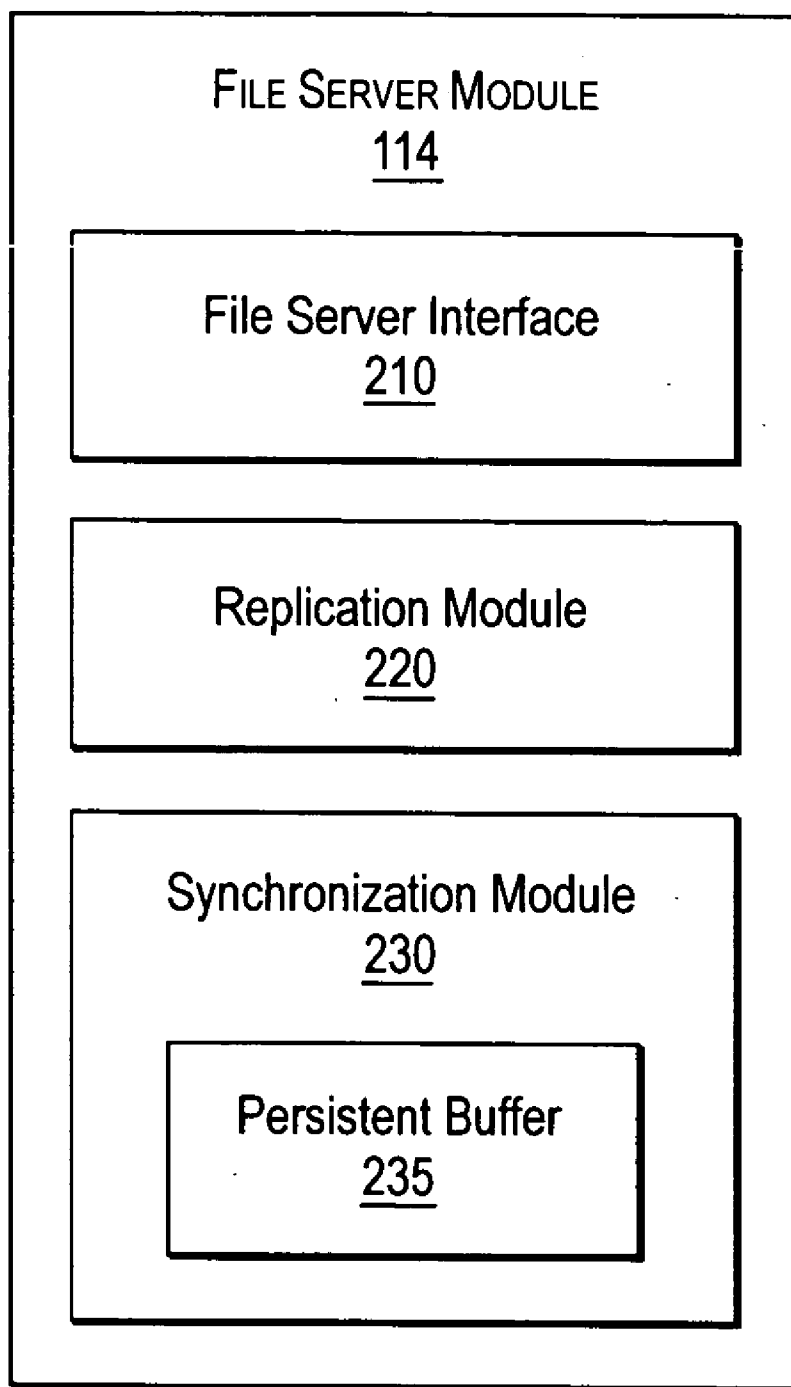 FILE SERVER MODULE
114
File Server Interface
210
Replication Module
220
Synchronization Module
230
Persistent Buffer
235